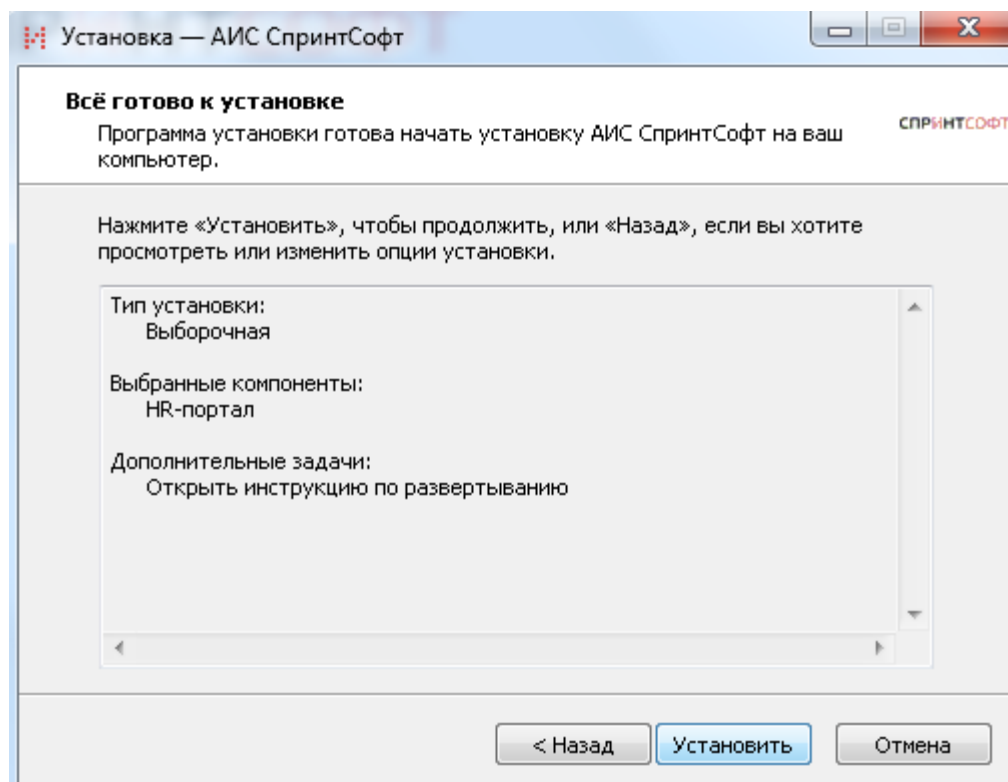 Установка — АИС СпринтСофт
Всё готово к установке
Программа установки готова начать установку АИС СпринтСофт на ваш
компьютер.
СПРИНТСОФТ
Нажмите «Установить», чтобы продолжить, или «Назад», если вы хотите
просмотреть или изменить опции установки.
Тип установки:
Выборочная
Выбранные компоненты:
HR-портал
Дополнительные задачи:
Открыть инструкцию по развертыванию
< Назад
Установить
Отмена